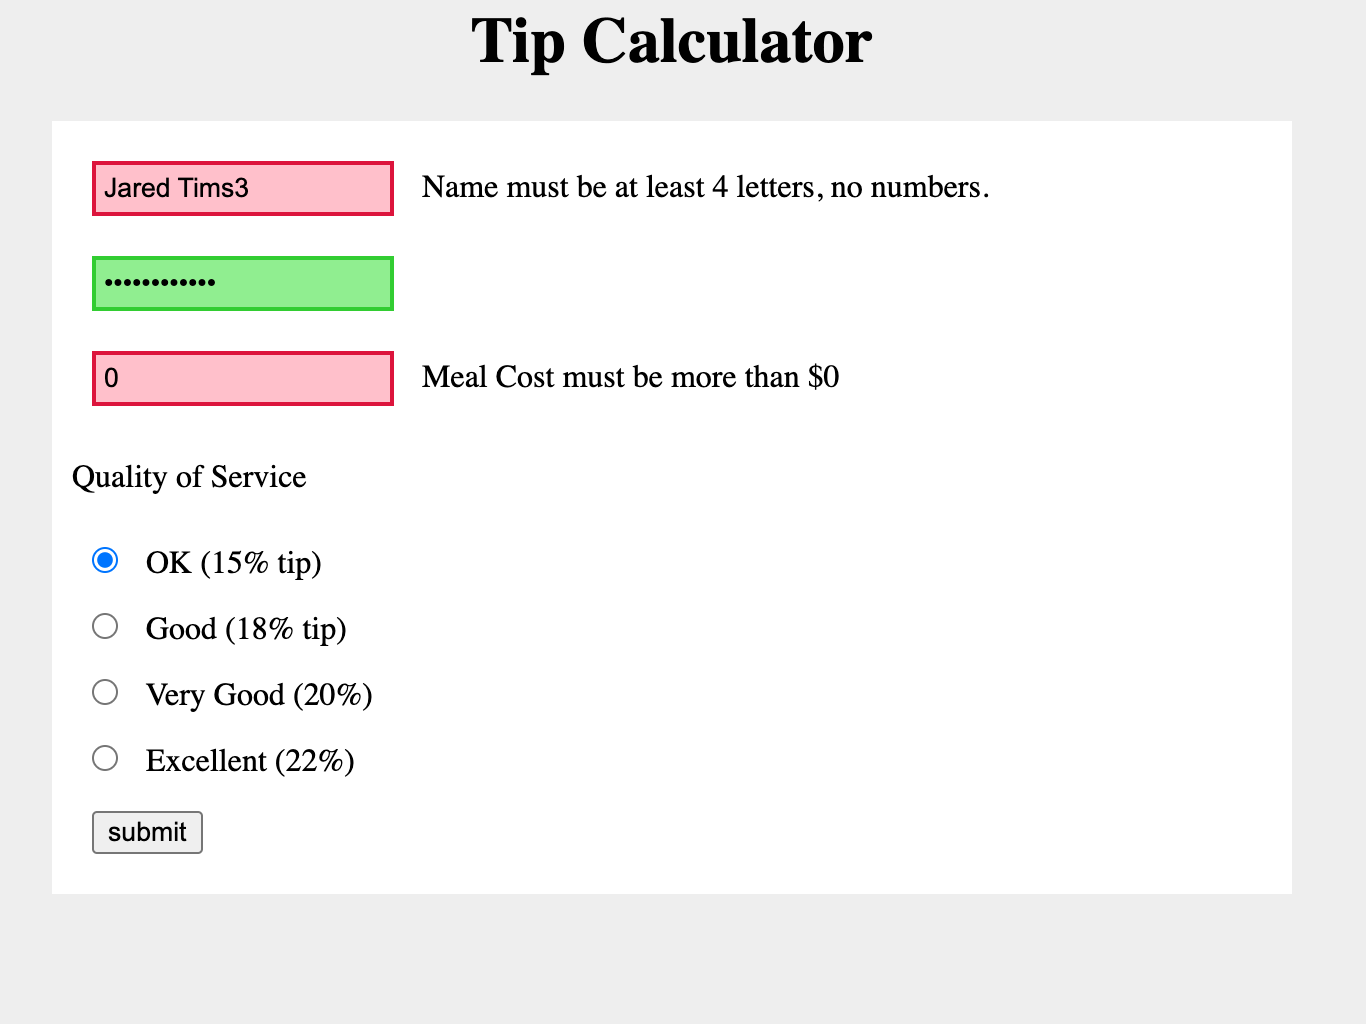 Tip Calculator
Jared Tims3 Name must be at least 4 letters, no numbers.
••••••••••••
0 Meal Cost must be more than $0
Quality of Service
OK (15% tip)
Good (18% tip)
Very Good (20%)
Excellent (22%)
submit